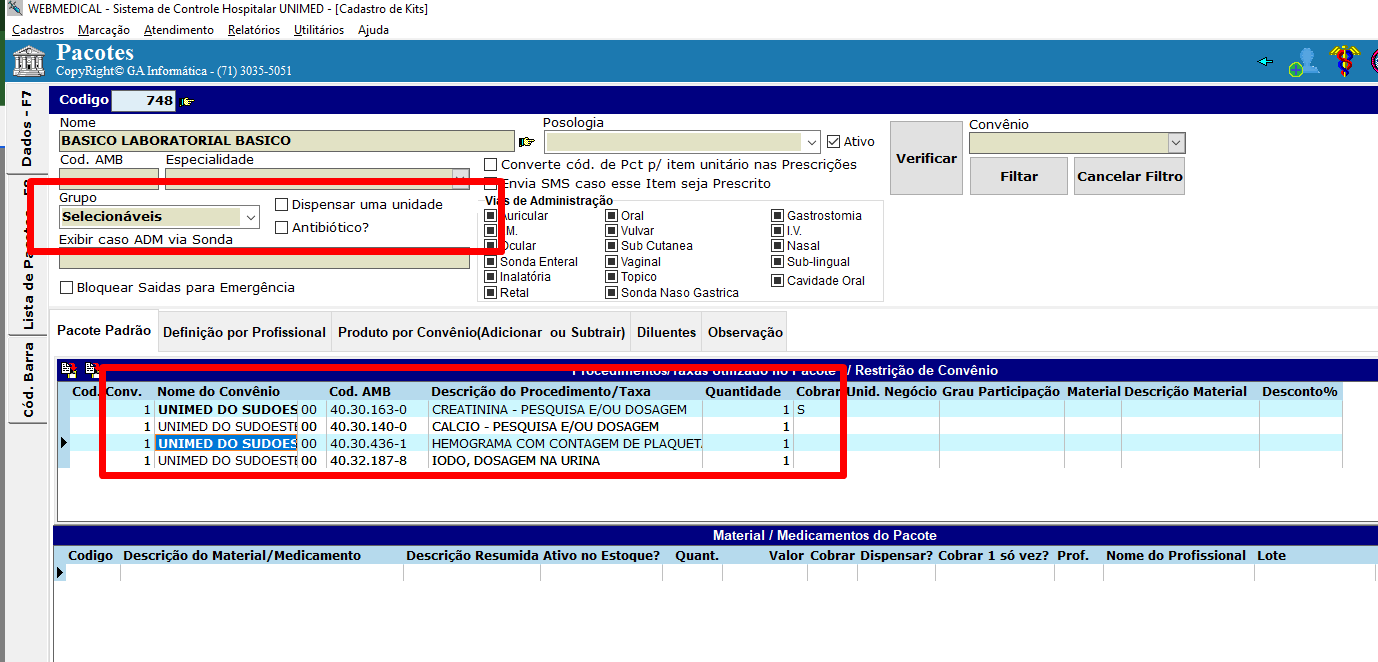 WEBMEDICAL - Sistema de Controle Hospitalar UNIMED - [Cadastro de Kits]
Cadastros Marcação Atendimento Relatórios Utilitários Ajuda
Pacotes
CopyRight© GA Informática - (71) 3035-5051
Dados - F7
Lista de Pacotes
Cód. Barra
Codigo 748
Nome
BASICO LABORATORIAL BASICO
Posologia
Ativo
Verificar
Convênio
Filtar
Cancelar Filtro
Cod. AMB Especialidade
Converte cód. de Pct p/ item unitário nas Prescrições
Envia SMS caso esse Item seja Prescrito
Grupo
Selecionáveis
Dispensar uma unidade
Antibiótico?
Exibir caso ADM via Sonda
Bloquear Saidas para Emergência
Vias de Administração
Auricular Oral Gastrostomia
I.M. Vulvar I.V.
Ocular Sub Cutanea Nasal
Sonda Enteral Vaginal Sub-lingual
Inalatória Topico Cavidade Oral
Retal Sonda Naso Gastrica
Pacote Padrão Definição por Profissional Produto por Convênio(Adicionar ou Subtrair) Diluentes Observação
Procedimentos/Taxas Utilizado no Pacote / Restrição de Convênio
Cod. Conv. Nome do Convênio Cod. AMB Descrição do Procedimento/Taxa Quantidade Cobrar Unid. Negócio Grau Participação Material Descrição Material Desconto%
1 UNIMED DO SUDOES 00 40.30.163-0 CREATININA - PESQUISA E/OU DOSAGEM 1 S
1 UNIMED DO SUDOESTE 00 40.30.140-0 CALCIO - PESQUISA E/OU DOSAGEM 1
1 UNIMED DO SUDOES 00 40.30.436-1 HEMOGRAMA COM CONTAGEM DE PLAQUET 1
1 UNIMED DO SUDOESTE 00 40.32.187-8 IODO, DOSAGEM NA URINA 1
Material / Medicamentos do Pacote
Codigo Descrição do Material/Medicamento Descrição Resumida Ativo no Estoque? Quant. Valor Cobrar Dispensar? Cobrar 1 só vez? Prof. Nome do Profissional Lote